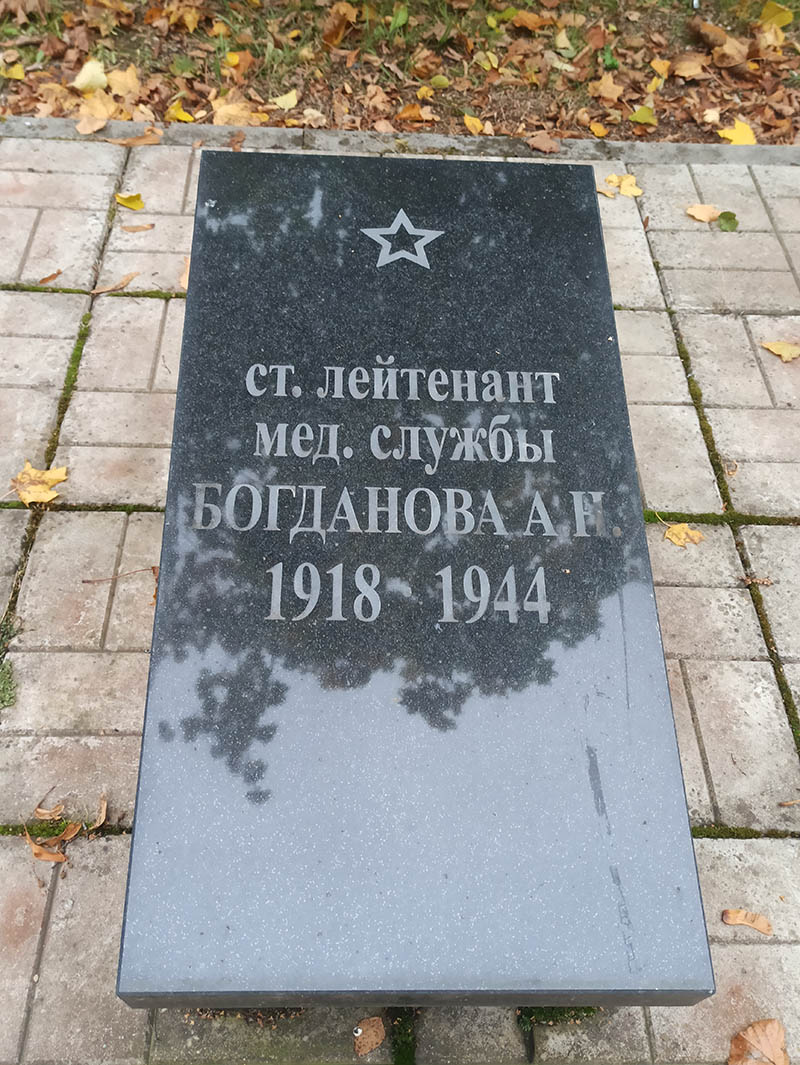 ст. лейтенант
мед. службы
БОГДАНОВА А Н.
1918 - 1944